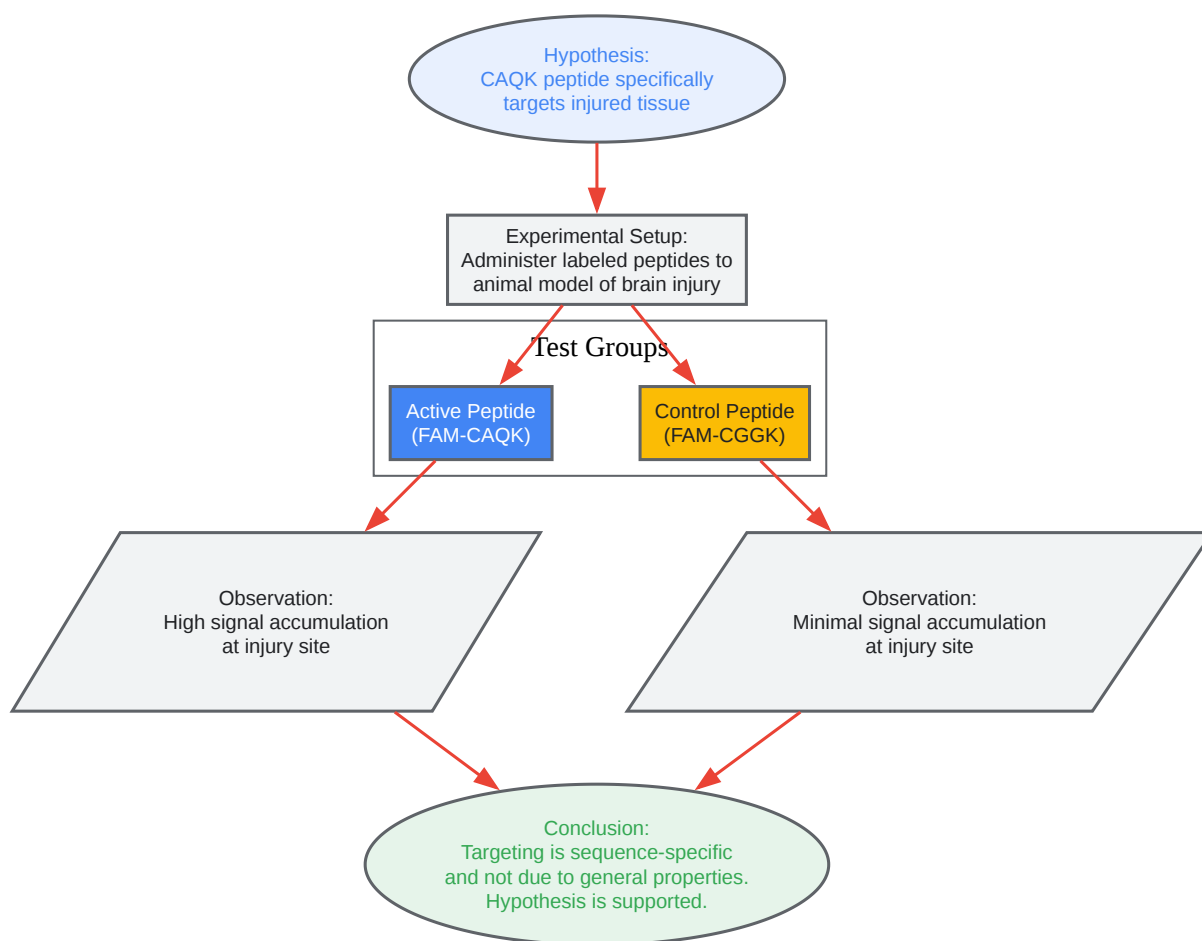 Hypothesis:
CAQK peptide specifically
targets injured tissue
Experimental Setup:
Administer labeled peptides to
animal model of brain injury
Test Groups
Active Peptide
(FAM-CAQK)
Control Peptide
(FAM-CGGK)
Observation:
High signal accumulation
at injury site
Observation:
Minimal signal accumulation
at injury site
Conclusion:
Targeting is sequence-specific
and not due to general properties.
Hypothesis is supported.